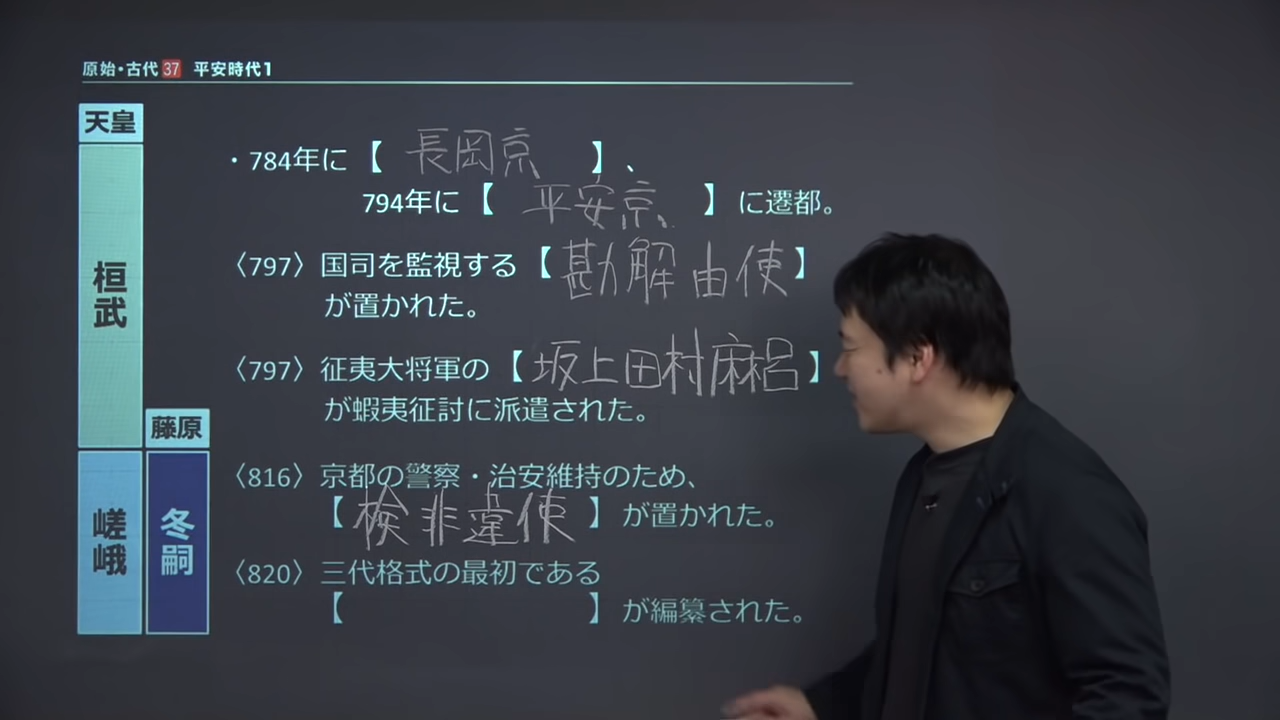 原始・古代 37 平安時代1
天皇
桓武
藤原
嵯峨
冬嗣
・784年に【 長岡京 】、
794年に【 平安京 】に遷都。
〈797〉国司を監視する【勘解由使】
が置かれた。
〈797〉征夷大将軍の【坂上田村麻呂】
が蝦夷征討に派遣された。
〈816〉京都の警察・治安維持のため、
【検非違使】が置かれた。
〈820〉三代格式の最初である
【 】が編纂された。